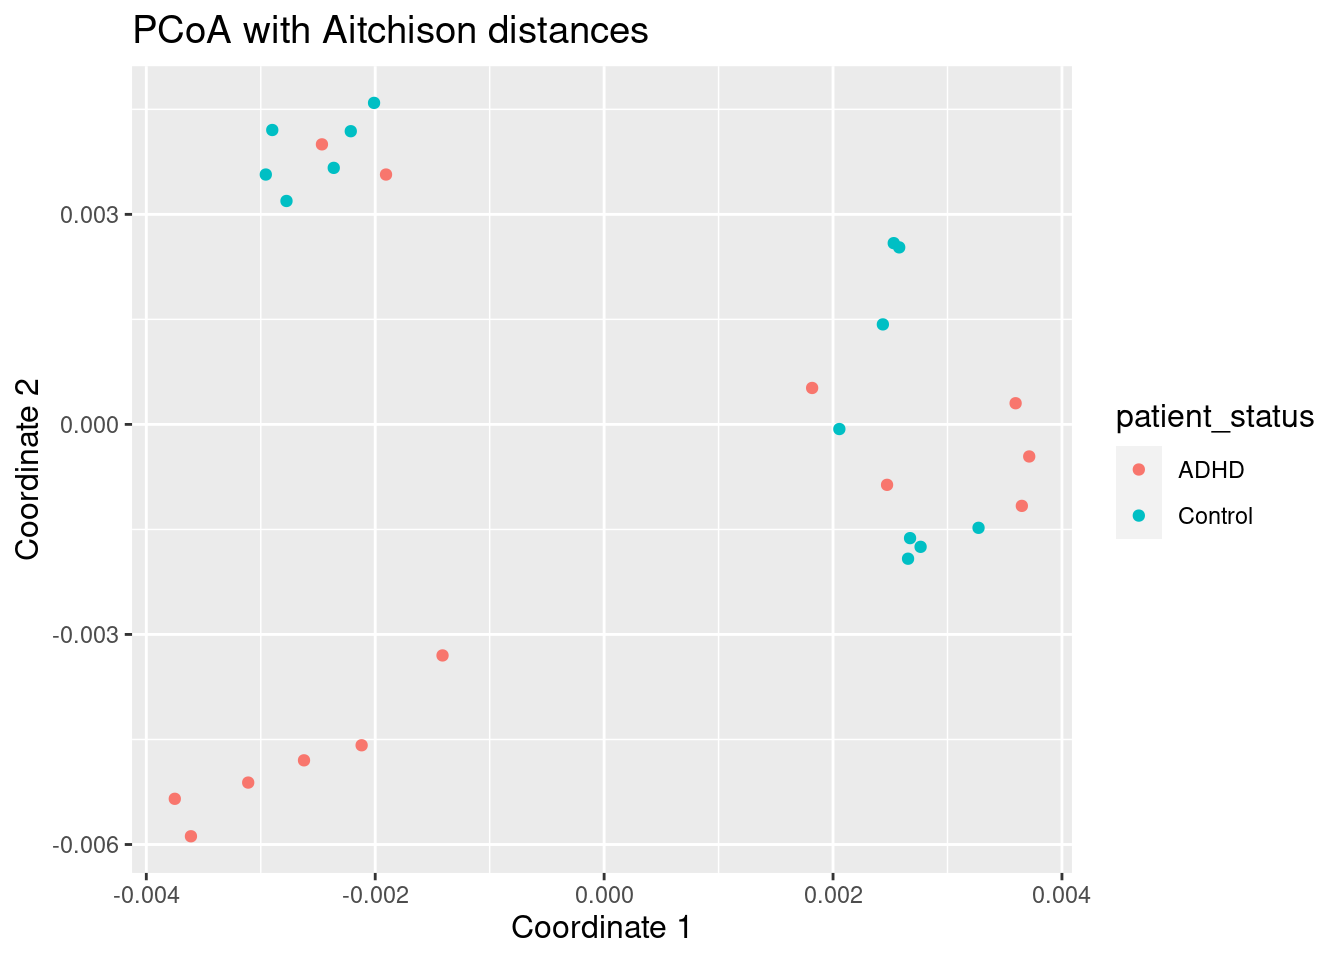 PCoA with Aitchison distances
0.003
0.000
-0.003
-0.006
Coordinate 2
-0.004 -0.002 0.000 0.002 0.004
Coordinate 1
patient_status
ADHD
Control